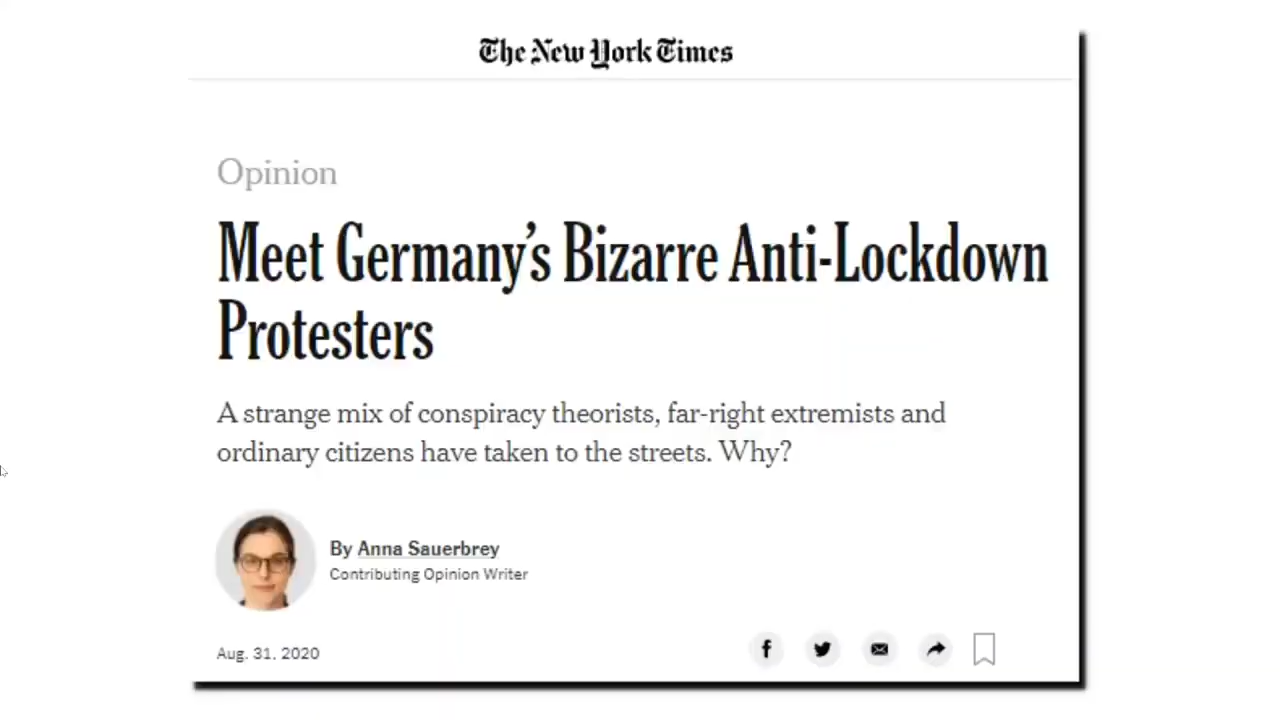 The New York Times
Opinion
Meet Germany's Bizarre Anti-Lockdown
Protesters
A strange mix of conspiracy theorists, far-right extremists and
ordinary citizens have taken to the streets. Why?
By Anna Sauerbrey
Contributing Opinion Writer
Aug. 31, 2020